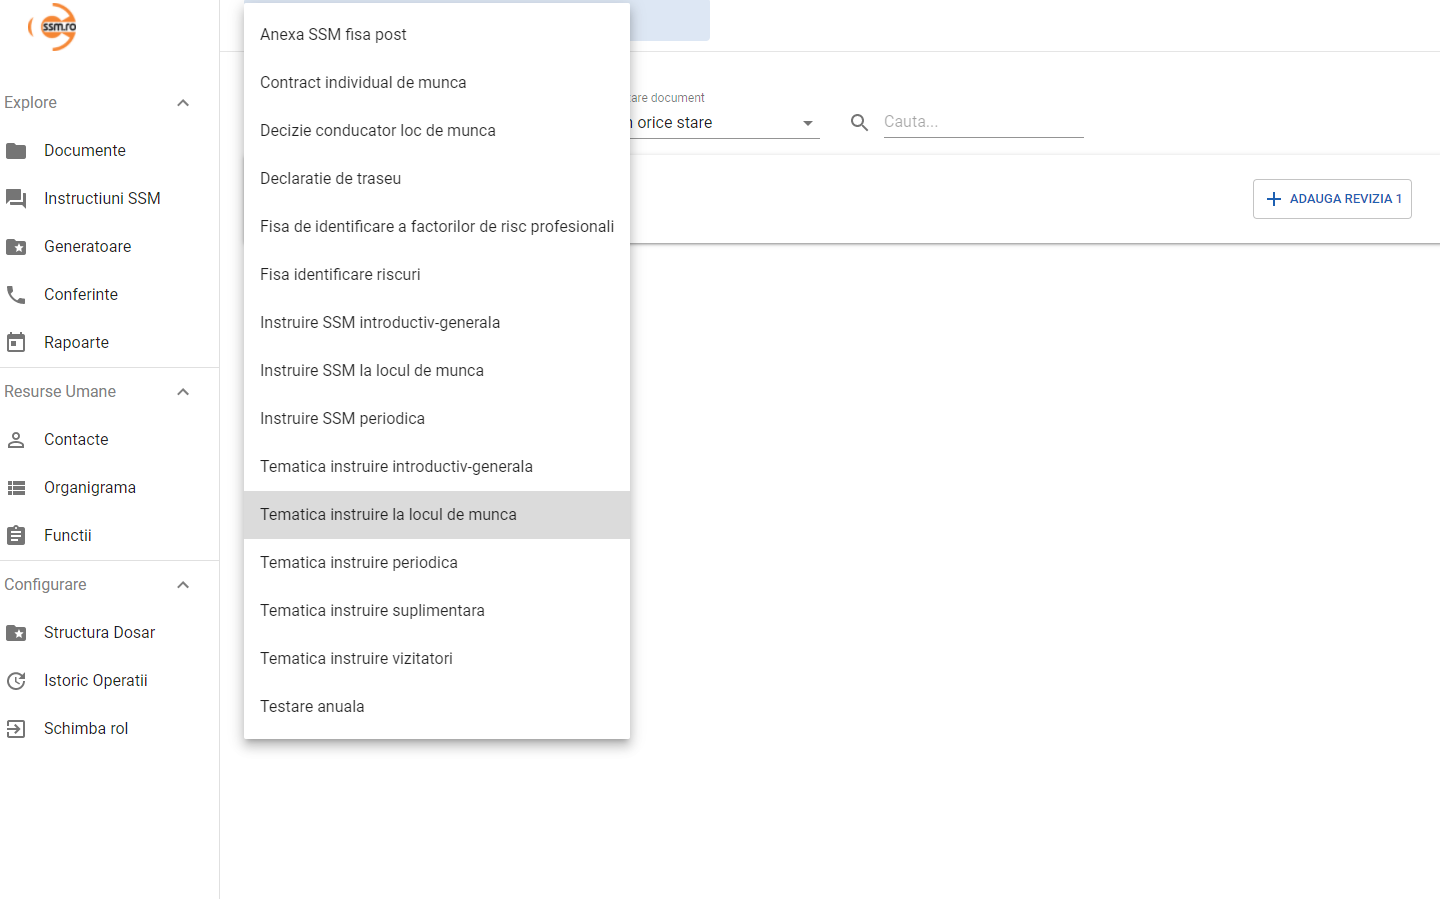 ssm.ro
Explore
Documente
Instructiuni SSM
Generatoare
Conferinte
Rapoarte
Resurse Umane
Contacte
Organigrama
Functii
Configurare
Structura Dosar
Istoric Operatii
Schimba rol
Anexa SSM fisa post
Contract individual de munca
Decizie conducator loc de munca
Declaratie de traseu
Fisa de identificare a factorilor de risc profesionali
Fisa identificare riscuri
Instruire SSM introductiv-generala
Instruire SSM la locul de munca
Instruire SSM periodica
Tematica instruire introductiv-generala
Tematica instruire la locul de munca
Tematica instruire periodica
Tematica instruire suplimentara
Tematica instruire vizitatori
Testare anuala
tare document
orice stare
Cauta...
ADAUGA REVIZIA 1